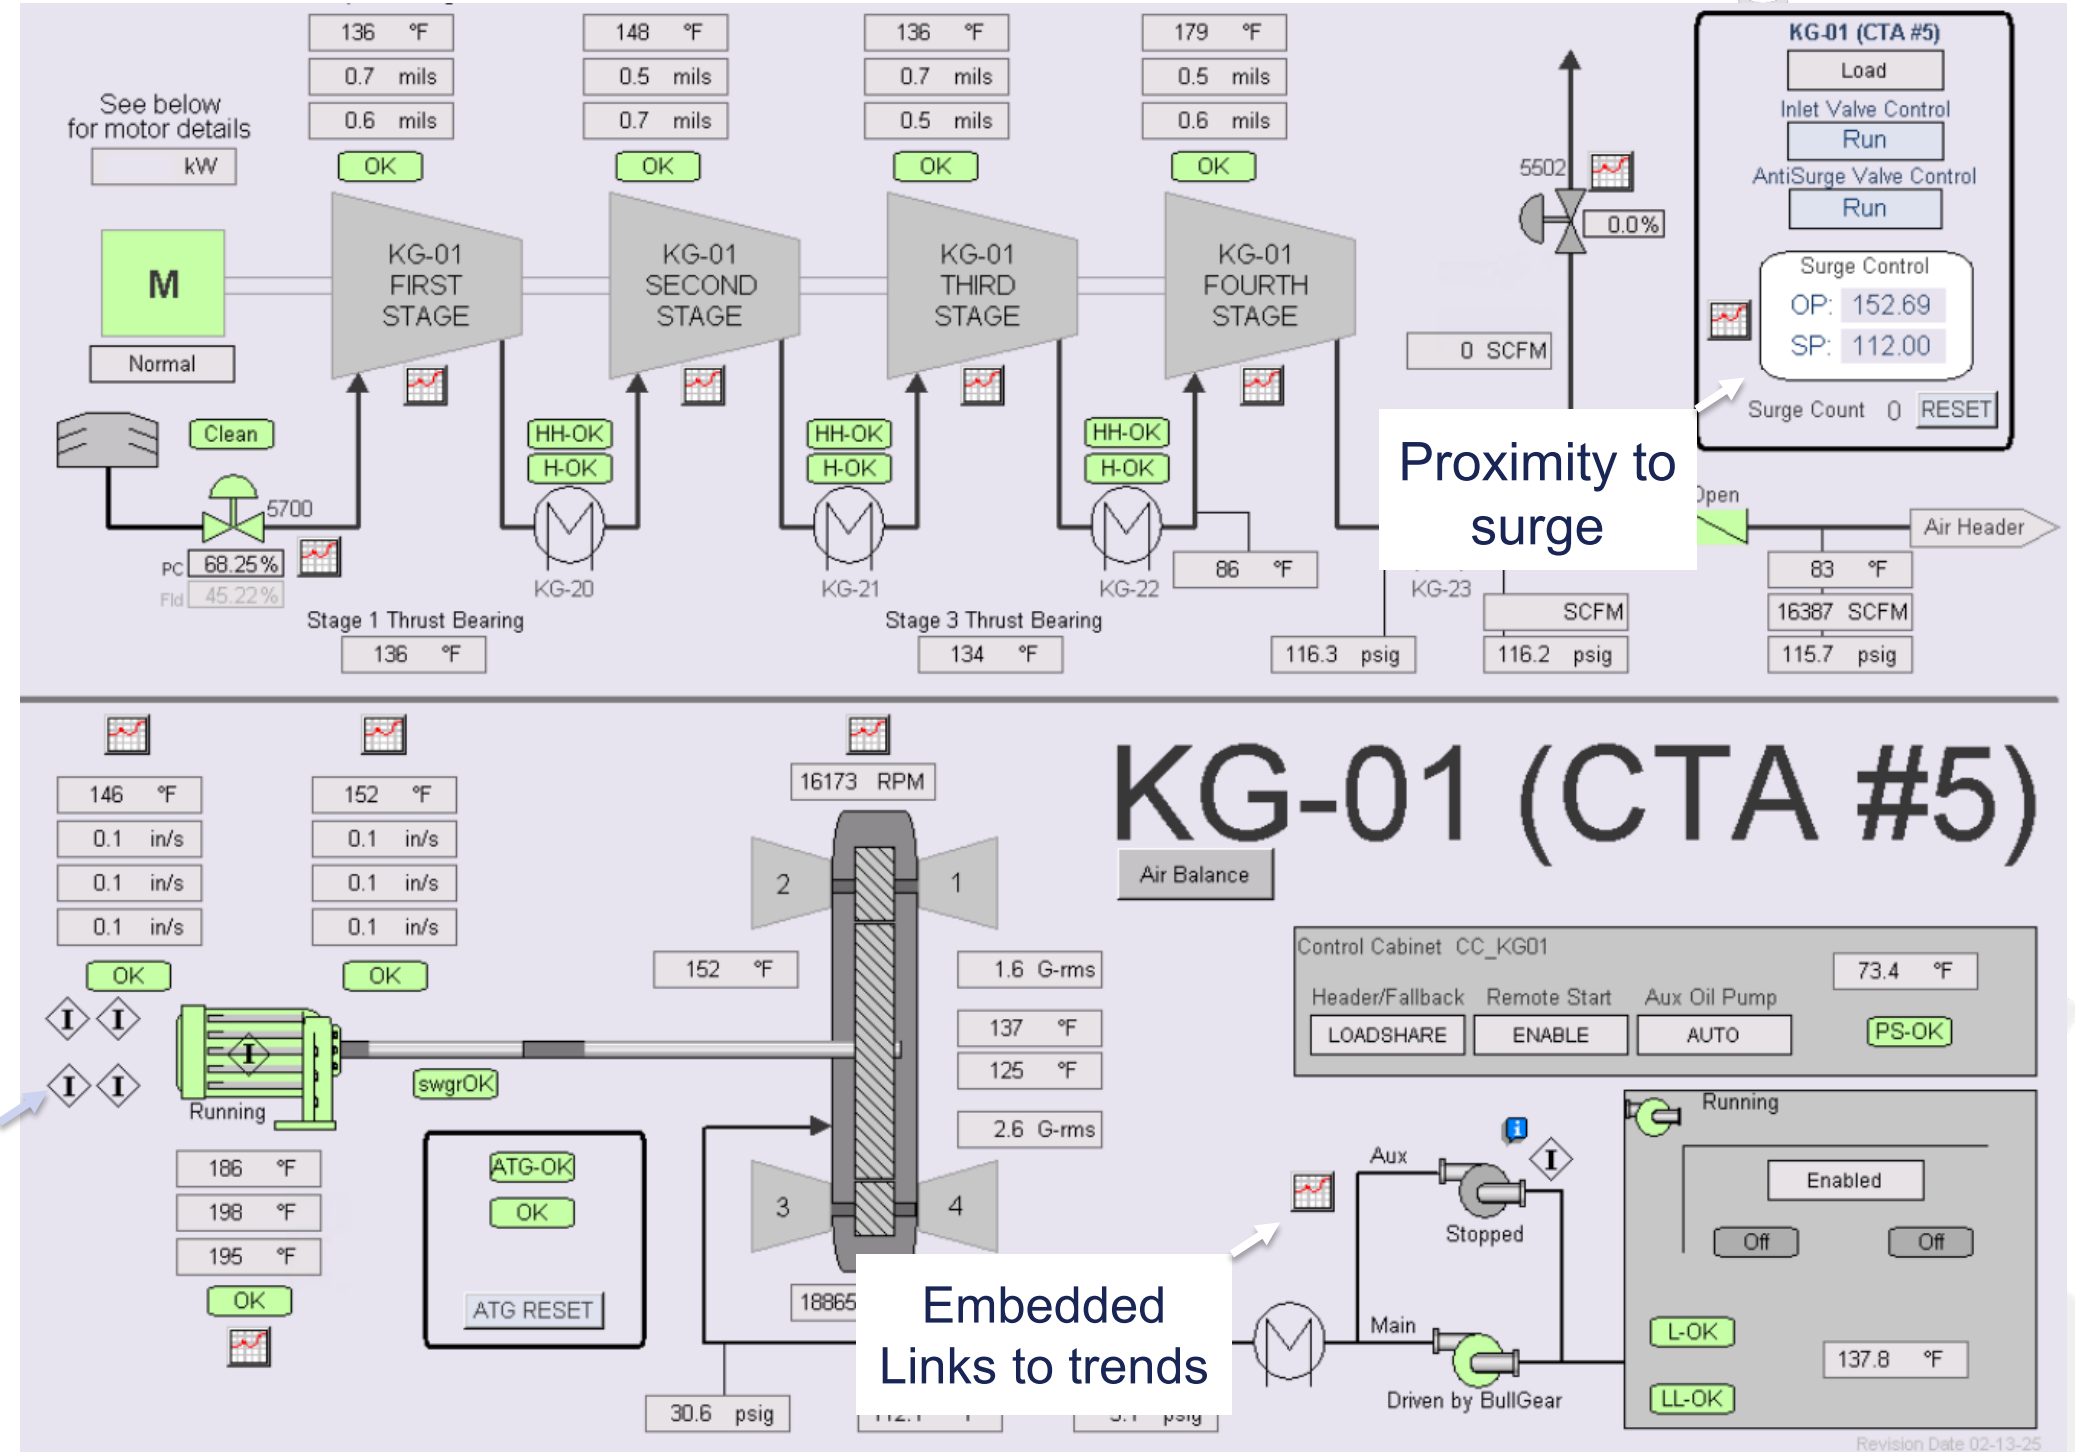 136 °F
148 °F
136 °F
179 °F
0.7 mils
0.5 mils
0.7 mils
0.5 mils
0.6 mils
0.7 mils
0.5 mils
0.6 mils
OK
OK
OK
OK
See below
for motor details
kW
M
Normal
KG-01
FIRST
STAGE
KG-01
SECOND
STAGE
KG-01
THIRD
STAGE
KG-01
FOURTH
STAGE
5502
0.0%
0 SCFM
KG-01 (CTA #5)
Load
Inlet Valve Control
Run
AntiSurge Valve Control
Run
Surge Control
OP: 152.69
SP: 112.00
Surge Count 0 RESET
Proximity to
surge
Clean
5700
PC 68.25%
Fld 45.22%
HH-OK
H-OK
KG-20
HH-OK
H-OK
KG-21
HH-OK
H-OK
KG-22
86 °F
KG-23
Open
Air Header
83 °F
16387 SCFM
115.7 psig
SCFM
116.2 psig
116.3 psig
Stage 1 Thrust Bearing
136 °F
Stage 3 Thrust Bearing
134 °F
146 °F
0.1 in/s
0.1 in/s
0.1 in/s
OK
152 °F
0.1 in/s
0.1 in/s
0.1 in/s
OK
16173 RPM
2
1
3
4
152 °F
1.6 G-rms
137 °F
125 °F
2.6 G-rms
KG-01 (CTA #5)
Air Balance
Control Cabinet CC_KG01
73.4 °F
Header/Fallback Remote Start Aux Oil Pump
LOADSHARE ENABLE AUTO
PS-OK
I I
I
I I
Running
swgrOK
186 °F
198 °F
195 °F
OK
ATG-OK
OK
ATG RESET
18865
Embedded
Links to trends
30.6 psig
Aux
I
Stopped
Main
Driven by BullGear
Running
Enabled
Off Off
L-OK
LL-OK
137.8 °F
Revision Date 02-13-25